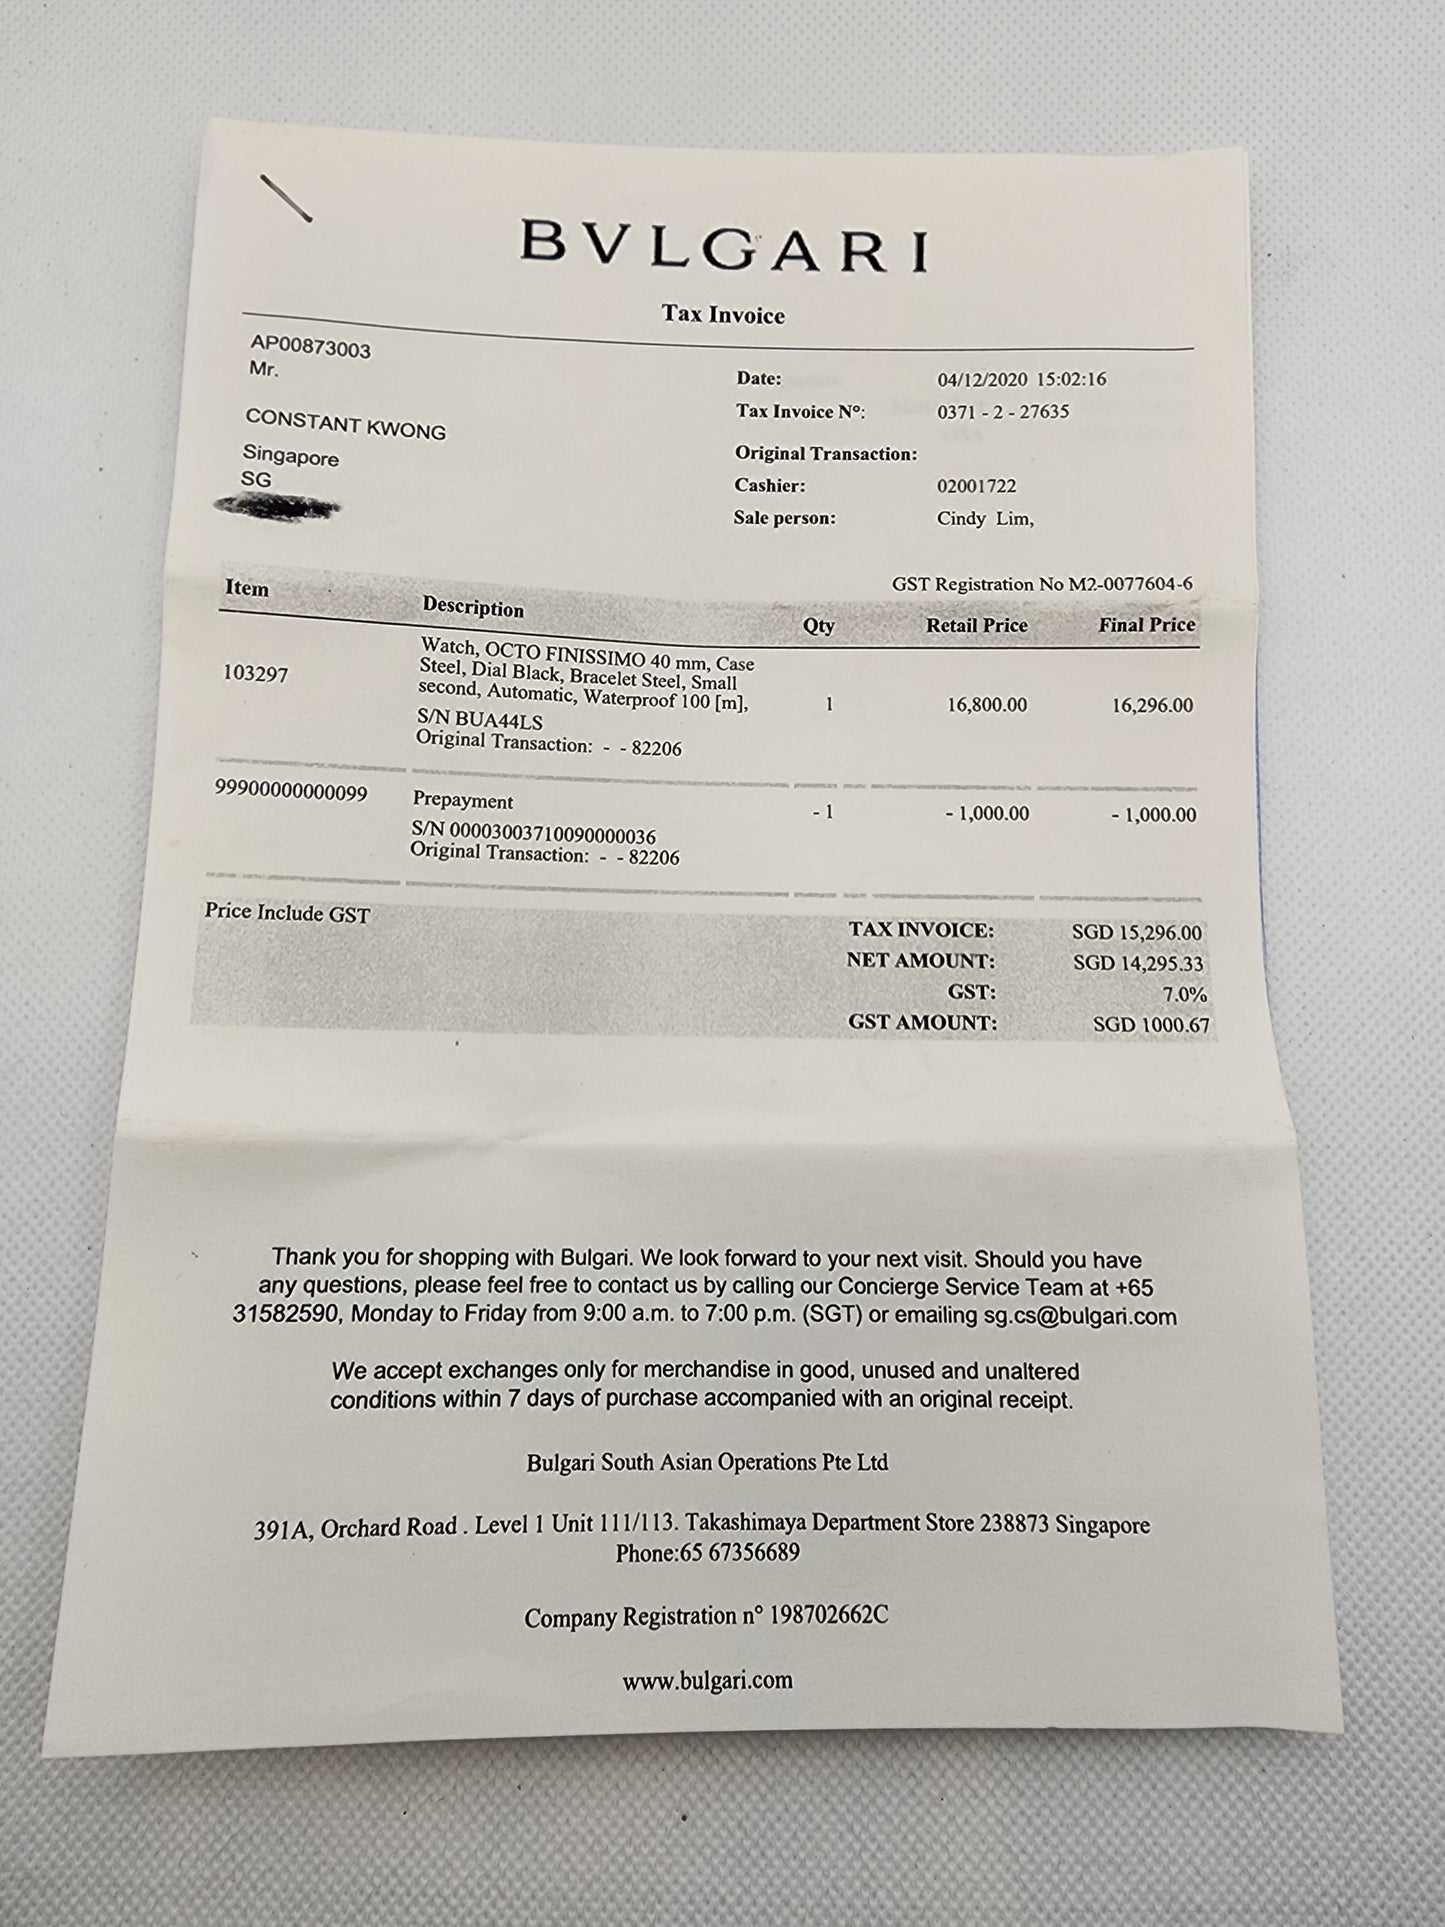 BVLGARI
Tax Invoice
AP00873003
Mr.
CONSTANT KWONG
Singapore
SG
Date: 04/12/2020 15:02:16
Tax Invoice Nº: 0371 - 2 - 27635
Original Transaction:
Cashier: 02001722
Sale person: Cindy Lim,
GST Registration No M2-0077604-6
Item Description Qty Retail Price Final Price
103297 Watch, OCTO FINISSIMO 40 mm, Case
Steel, Dial Black, Bracelet Steel, Small
second, Automatic, Waterproof 100 [m], 1 16,800.00 16,296.00
S/N BUA44LS
Original Transaction: - - 82206
99900000000099 Prepayment - 1 - 1,000.00 - 1,000.00
S/N 00003003710090000036
Original Transaction: - - 82206
Price Include GST
TAX INVOICE: SGD 15,296.00
NET AMOUNT: SGD 14,295.33
GST: 7.0%
GST AMOUNT: SGD 1000.67
Thank you for shopping with Bulgari. We look forward to your next visit. Should you have
any questions, please feel free to contact us by calling our Concierge Service Team at +65
31582590, Monday to Friday from 9:00 a.m. to 7:00 p.m. (SGT) or emailing sg.cs@bulgari.com
We accept exchanges only for merchandise in good, unused and unaltered
conditions within 7 days of purchase accompanied with an original receipt.
Bulgari South Asian Operations Pte Ltd
391A, Orchard Road . Level 1 Unit 111/113. Takashimaya Department Store 238873 Singapore
Phone:65 67356689
Company Registration n° 198702662C
www.bulgari.com